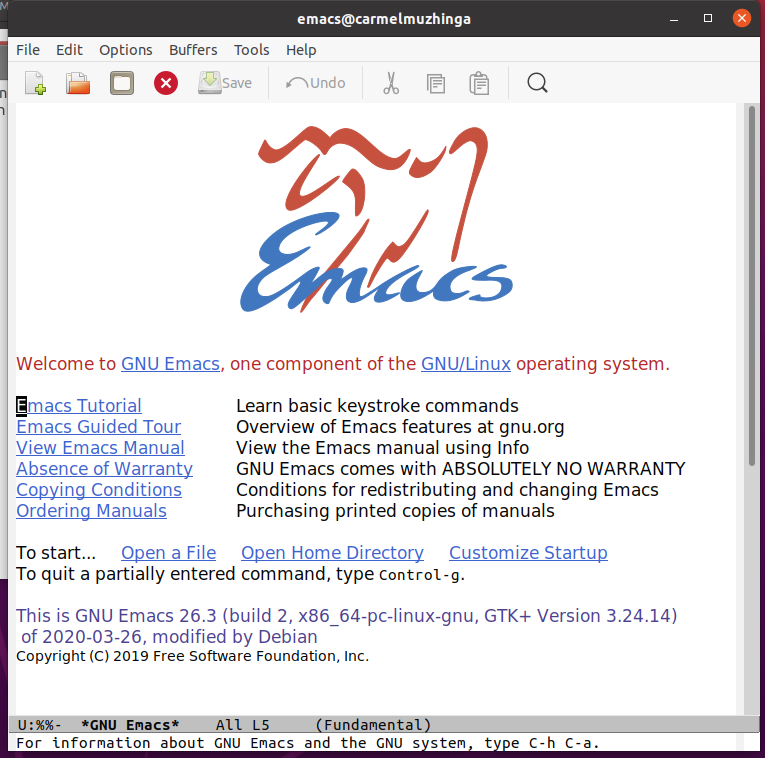 emacs@carmelmuzhinga
File Edit Options Buffers Tools Help
Save Undo
Emacs
Welcome to GNU Emacs, one component of the GNU/Linux operating system.
Emacs Tutorial Learn basic keystroke commands
Emacs Guided Tour Overview of Emacs features at gnu.org
View Emacs Manual View the Emacs manual using Info
Absence of Warranty GNU Emacs comes with ABSOLUTELY NO WARRANTY
Copying Conditions Conditions for redistributing and changing Emacs
Ordering Manuals Purchasing printed copies of manuals
To start... Open a File Open Home Directory Customize Startup
To quit a partially entered command, type Control-g.
This is GNU Emacs 26.3 (build 2, x86_64-pc-linux-gnu, GTK+ Version 3.24.14)
of 2020-03-26, modified by Debian
Copyright (C) 2019 Free Software Foundation, Inc.
U:%%- *GNU Emacs* All L5 (Fundamental)
For information about GNU Emacs and the GNU system, type C-h C-a.